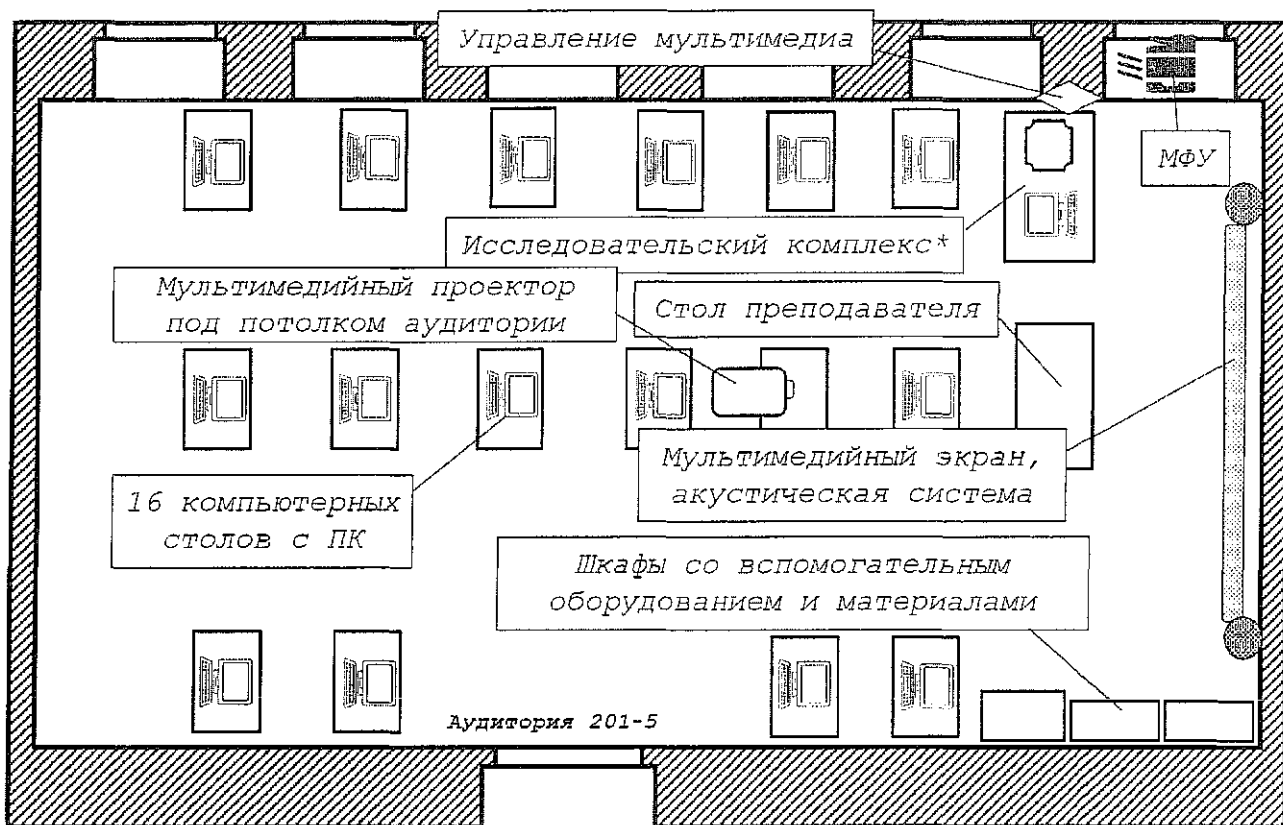 Управление мультимедиа
МФУ
Исследовательский комплекс*
Мультимедийный проектор
под потолком аудитории
Стол преподавателя
Мультимедийный экран,
акустическая система
16 компьютерных
столов с ПК
Шкафы со вспомогательным
оборудованием и материалами
Аудитория 201-5